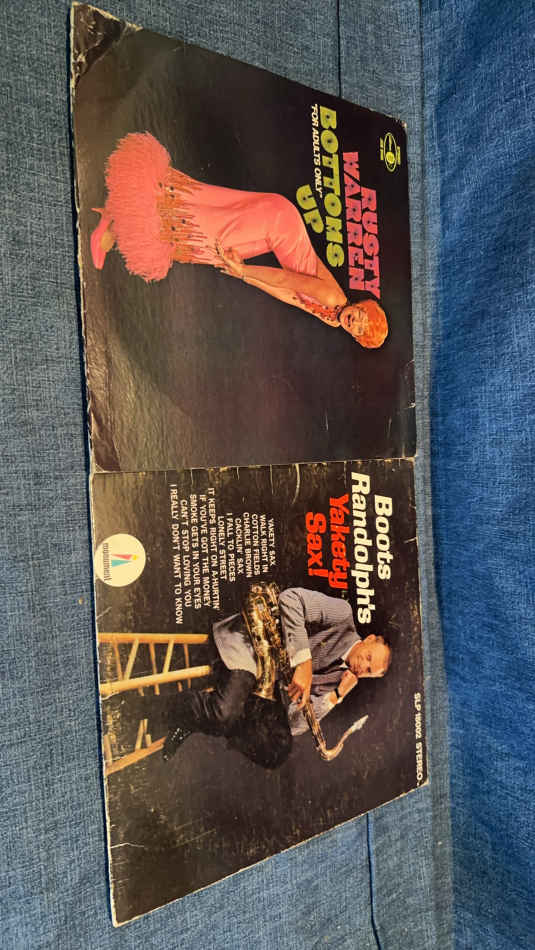 RUSTY
WARREN
BOTTOMS
UP
"FOR ADULTS ONLY"
Boots
Randolph's
Yakety
Sax!
SLP 18002 STEREO
YAKETY SAX
WALK RIGHT IN
COTTON FIELDS
CHARLIE BROWN
CACKLIN' SAX
I FALL TO PIECES
LONELY STREET
IT KEEPS RIGHT ON A-HURTIN'
IF YOU'VE GOT THE MONEY
SMOKE GETS IN YOUR EYES
CAN'T STOP LOVING YOU
I REALLY DON'T WANT TO KNOW
monument